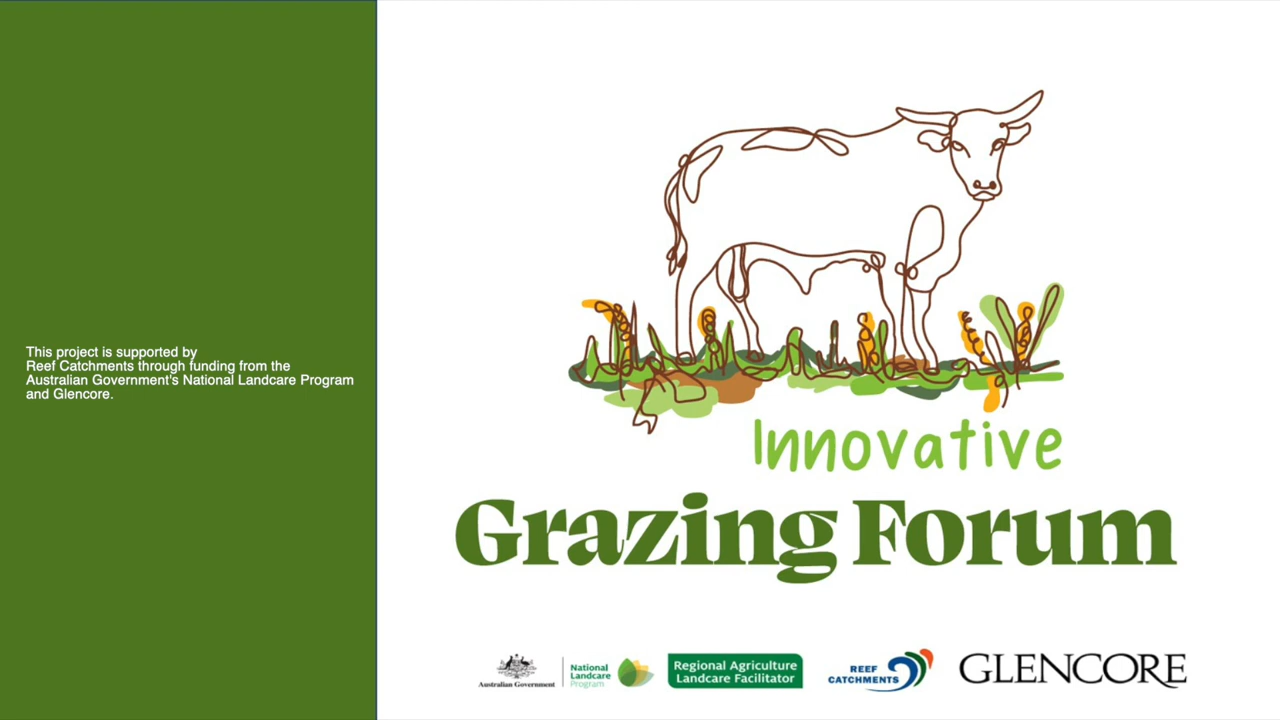 This project is supported by
Reef Catchments through funding from the
Australian Government's National Landcare Program
and Glencore.
Innovative
Grazing Forum
Australian Government
National
Landcare
Program
Regional Agriculture
Landcare Facilitator
REEF
CATCHMENTS
GLENCORE